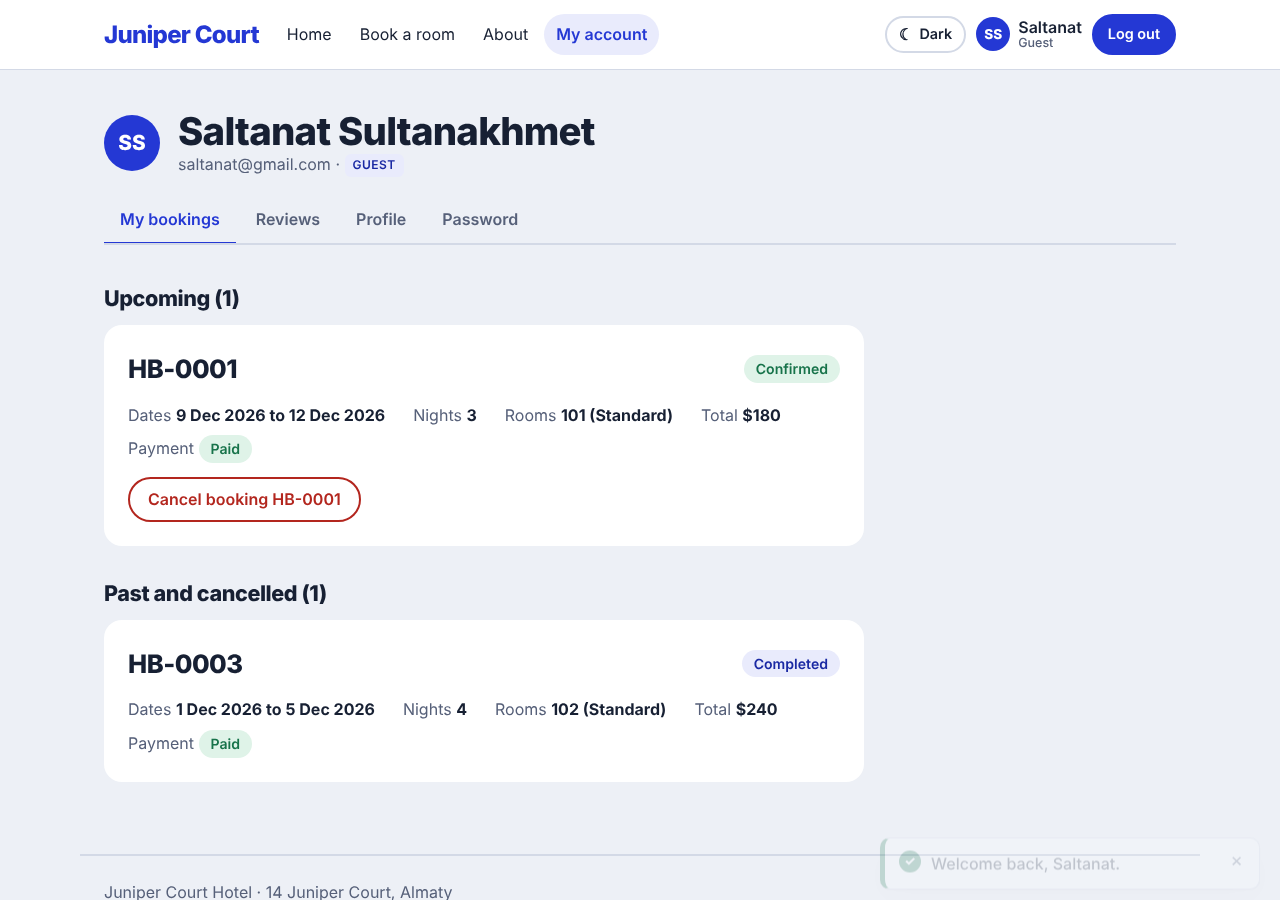 Juniper Court Home Book a room About My account Dark SS Saltanat Guest Log out
SS Saltanat Sultanakhmet
saltanat@gmail.com · GUEST
My bookings Reviews Profile Password
Upcoming (1)
HB-0001 Confirmed
Dates 9 Dec 2026 to 12 Dec 2026 Nights 3 Rooms 101 (Standard) Total $180
Payment Paid
Cancel booking HB-0001
Past and cancelled (1)
HB-0003 Completed
Dates 1 Dec 2026 to 5 Dec 2026 Nights 4 Rooms 102 (Standard) Total $240
Payment Paid
Welcome back, Saltanat. ×
Juniper Court Hotel · 14 Juniper Court, Almaty